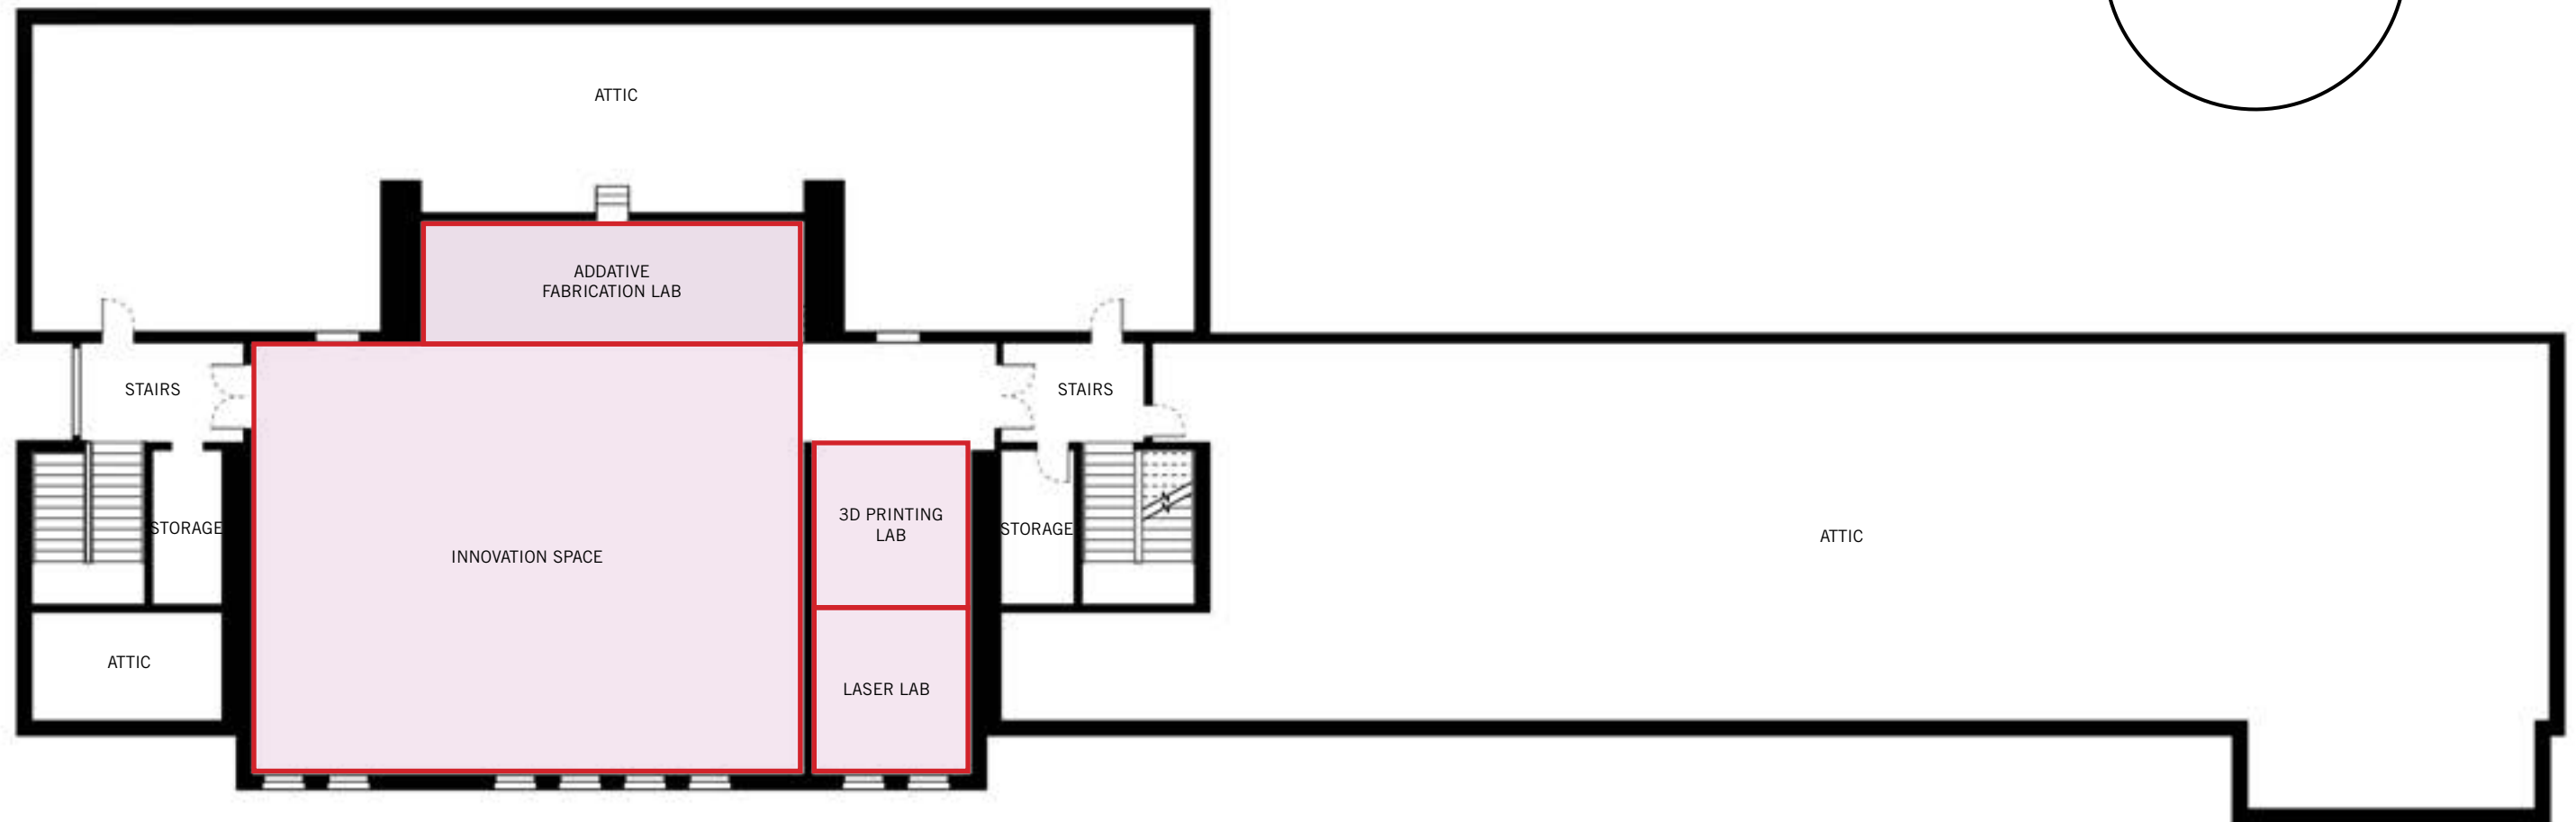 ATTIC
ADDATIVE
FABRICATION LAB
STAIRS
STAIRS
STORAGE
INNOVATION SPACE
3D PRINTING
LAB
STORAGE
ATTIC
ATTIC
LASER LAB